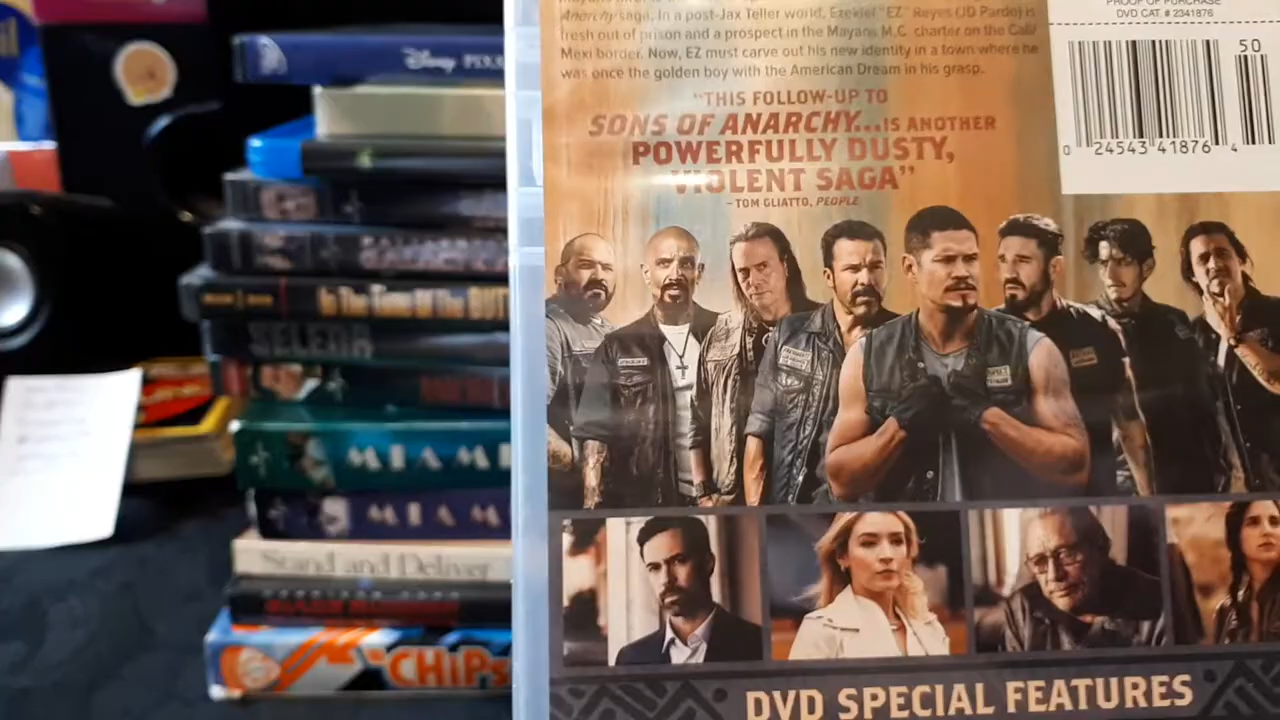 Anarchy saga. In a post-Jax Teller world, Ezekiel "EZ" Reyes (JD Pardo) is
fresh out of prison and a prospect in the Mayans M.C. charter on the Cali/
Mexi border. Now, EZ must carve out his new identity in a town where he
was once the golden boy with the American Dream in his grasp.
"THIS FOLLOW-UP TO
SONS OF ANARCHY...IS ANOTHER
POWERFULLY DUSTY,
VIOLENT SAGA"
–TOM GLIATTO, PEOPLE
PROOF OF PURCHASE
DVD CAT. # 2341876
50
0 24543 41876 4
DVD SPECIAL FEATURES
Disney PIXA
In The Time Of The BUTT
SELENA
MIAMI
MIAM
Stand and Deliver
CHiPs